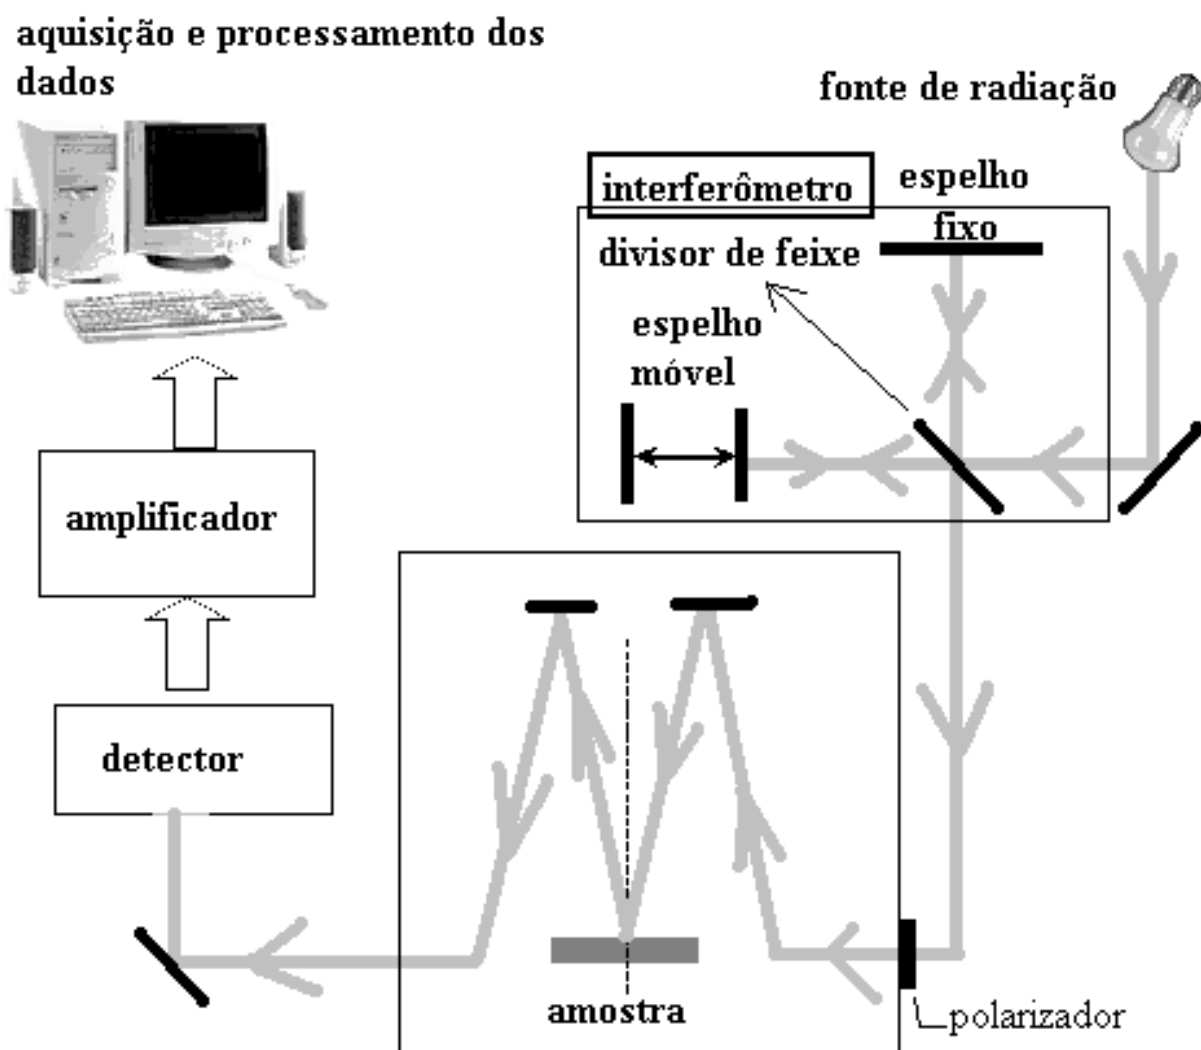 aquisição e processamento dos
dados
fonte de radiação
interferômetro
espelho
fixo
divisor de feixe
espelho
móvel
amplificador
detector
amostra
polarizador